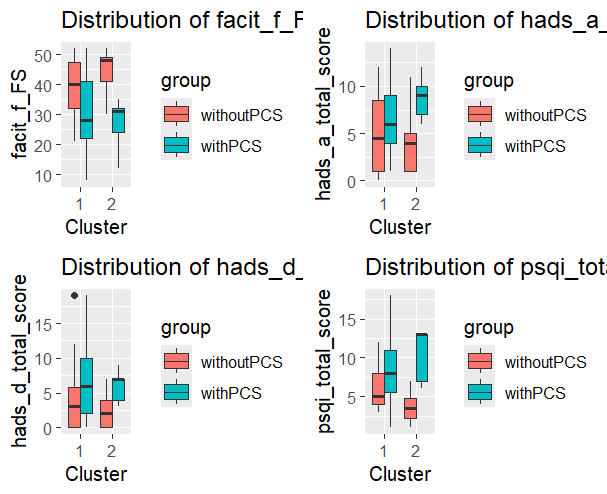 Distribution of facit_f_F
facit_f_FS
50
40
30
20
10
1 2
Cluster
group
withoutPCS
withPCS
Distribution of hads_a_
hads_a_total_score
10
5
0
1 2
Cluster
group
withoutPCS
withPCS
Distribution of hads_d_
hads_d_total_score
15
10
5
0
1 2
Cluster
group
withoutPCS
withPCS
Distribution of psqi_tota
psqi_total_score
15
10
5
1 2
Cluster
group
withoutPCS
withPCS